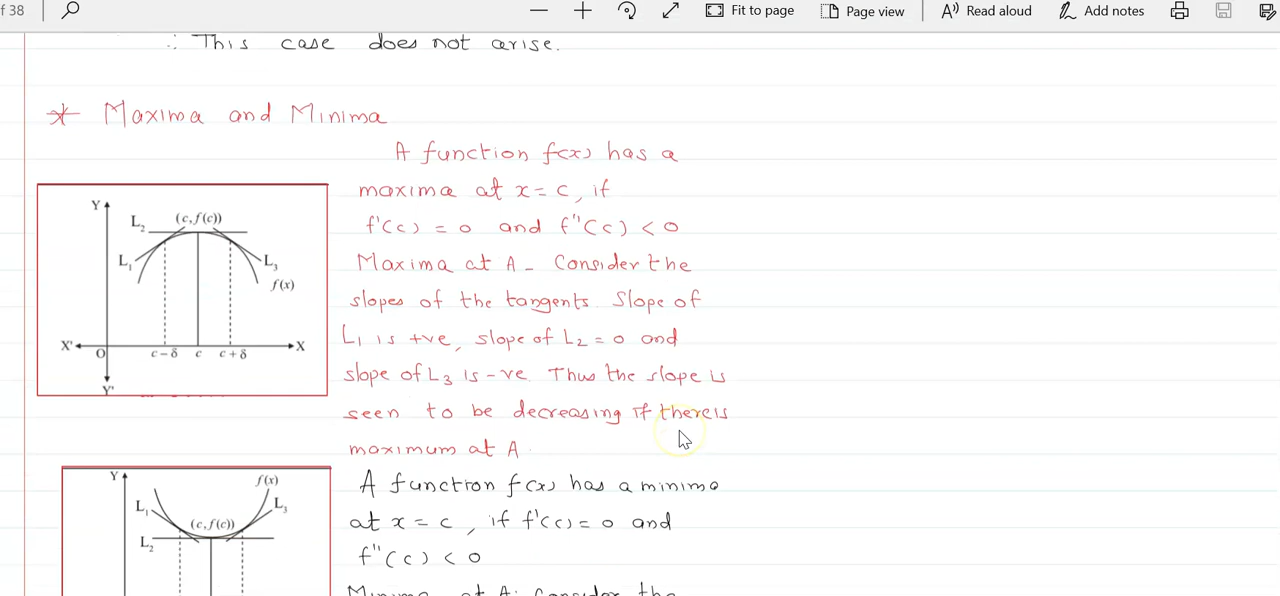 f 38
Fit to page
Page view
Read aloud
Add notes
∴ This case does not arise.
* Maxima and Minima
A function f(x) has a
maxima at x = c, if
f'(c) = 0 and f''(c) < 0
Maxima at A - Consider the
slopes of the tangents. Slope of
L₁ is +ve, slope of L₂ = 0 and
slope of L₃ is -ve. Thus the slope is
seen to be decreasing if there is
maximum at A.
Y
L₂
(c, f(c))
L₁
L₃
f(x)
X'
O
c – δ
c
c + δ
X
Y'
A function f(x) has a minima
at x = c, if f'(c) = 0 and
f''(c) < 0
Minima at A: Consider the
Y
f(x)
L₁
L₃
(c, f(c))
L₂